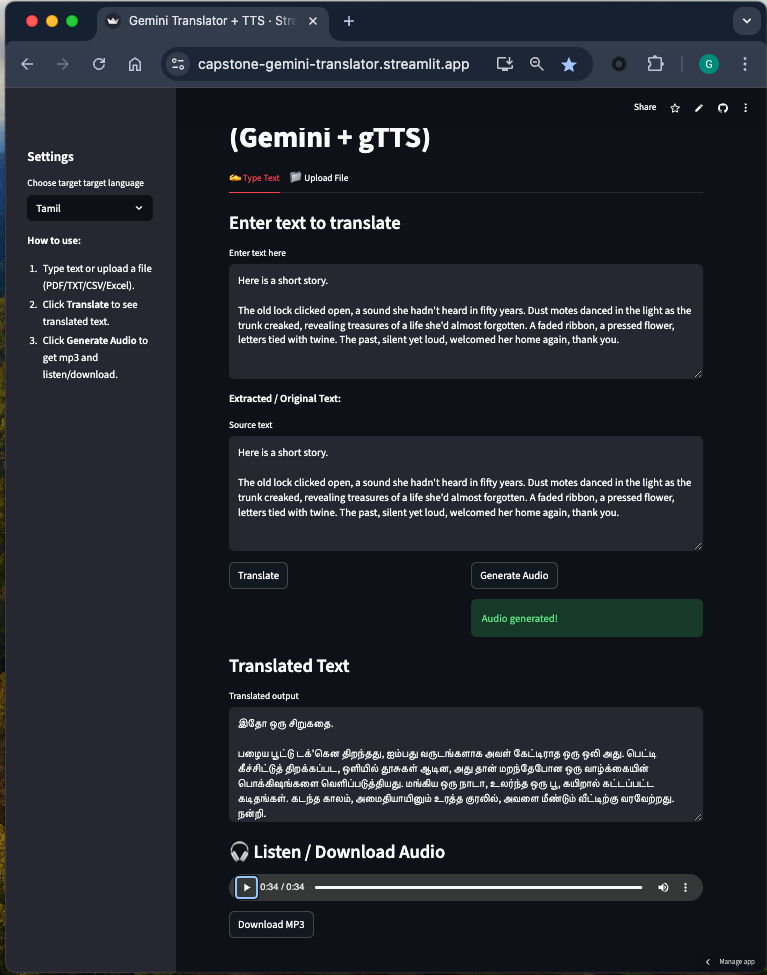 Gemini Translator + TTS · Stre
capstone-gemini-translator.streamlit.app
G
Share
Settings
Choose target target language
Tamil
How to use:
1. Type text or upload a file
(PDF/TXT/CSV/Excel).
2. Click Translate to see
translated text.
3. Click Generate Audio to
get mp3 and
listen/download.
(Gemini + gTTS)
Type Text
Upload File
Enter text to translate
Enter text here
Here is a short story.
The old lock clicked open, a sound she hadn't heard in fifty years. Dust motes danced in the light as the
trunk creaked, revealing treasures of a life she'd almost forgotten. A faded ribbon, a pressed flower,
letters tied with twine. The past, silent yet loud, welcomed her home again, thank you.
Extracted / Original Text:
Source text
Here is a short story.
The old lock clicked open, a sound she hadn't heard in fifty years. Dust motes danced in the light as the
trunk creaked, revealing treasures of a life she'd almost forgotten. A faded ribbon, a pressed flower,
letters tied with twine. The past, silent yet loud, welcomed her home again, thank you.
Translate
Generate Audio
Audio generated!
Translated Text
Translated output
இதோ ஒரு சிறுகதை.
பழைய பூட்டு டக்'கென திறந்தது, ஐம்பது வருடங்களாக அவள் கேட்டிராத ஒரு ஒலி அது. பெட்டி
கீச்சிட்டுத் திறக்கப்பட, ஒளியில் தூசுகள் ஆடின, அது தான் மறந்தேபோன ஒரு வாழ்க்கையின்
பொக்கிஷங்களை வெளிப்படுத்தியது. மங்கிய ஒரு நாடா, உலர்ந்த ஒரு பூ, கயிறால் கட்டப்பட்ட
கடிதங்கள். கடந்த காலம், அமைதியாயினும் உரத்த குரலில், அவளை மீண்டும் வீட்டிற்கு வரவேற்றது.
நன்றி.
Listen / Download Audio
0:34 / 0:34
Download MP3
Manage app